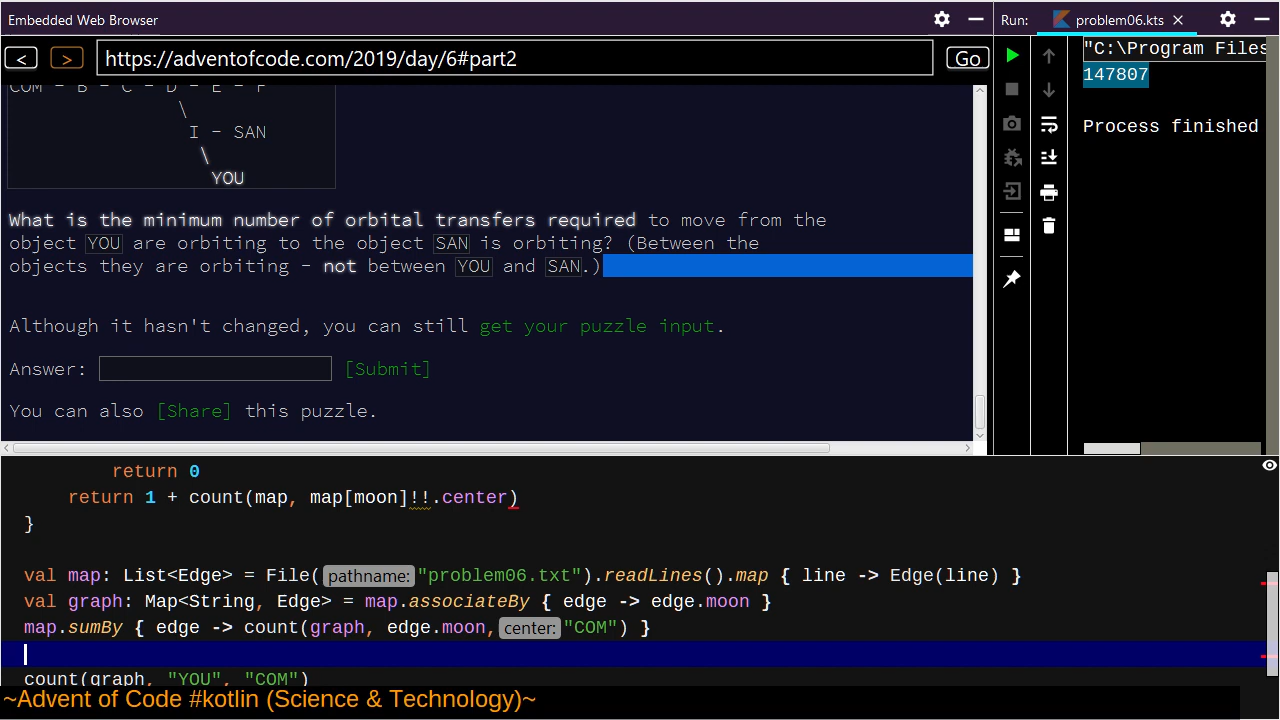 Embedded Web Browser
Run: problem06.kts
< > https://adventofcode.com/2019/day/6#part2 Go
"C:\Program Files
147807
Process finished
COM - B - C - D - E - F
\
I - SAN
\
YOU
What is the minimum number of orbital transfers required to move from the
object YOU are orbiting to the object SAN is orbiting? (Between the
objects they are orbiting - not between YOU and SAN.)
Although it hasn't changed, you can still get your puzzle input.
Answer: [Submit]
You can also [Share] this puzzle.
return 0
return 1 + count(map, map[moon]!!.center)
}
val map: List<Edge> = File( pathname: "problem06.txt").readLines().map { line -> Edge(line) }
val graph: Map<String, Edge> = map.associateBy { edge -> edge.moon }
map.sumBy { edge -> count(graph, edge.moon, center: "COM") }
count(graph, "YOU", "COM")
~Advent of Code #kotlin (Science & Technology)~